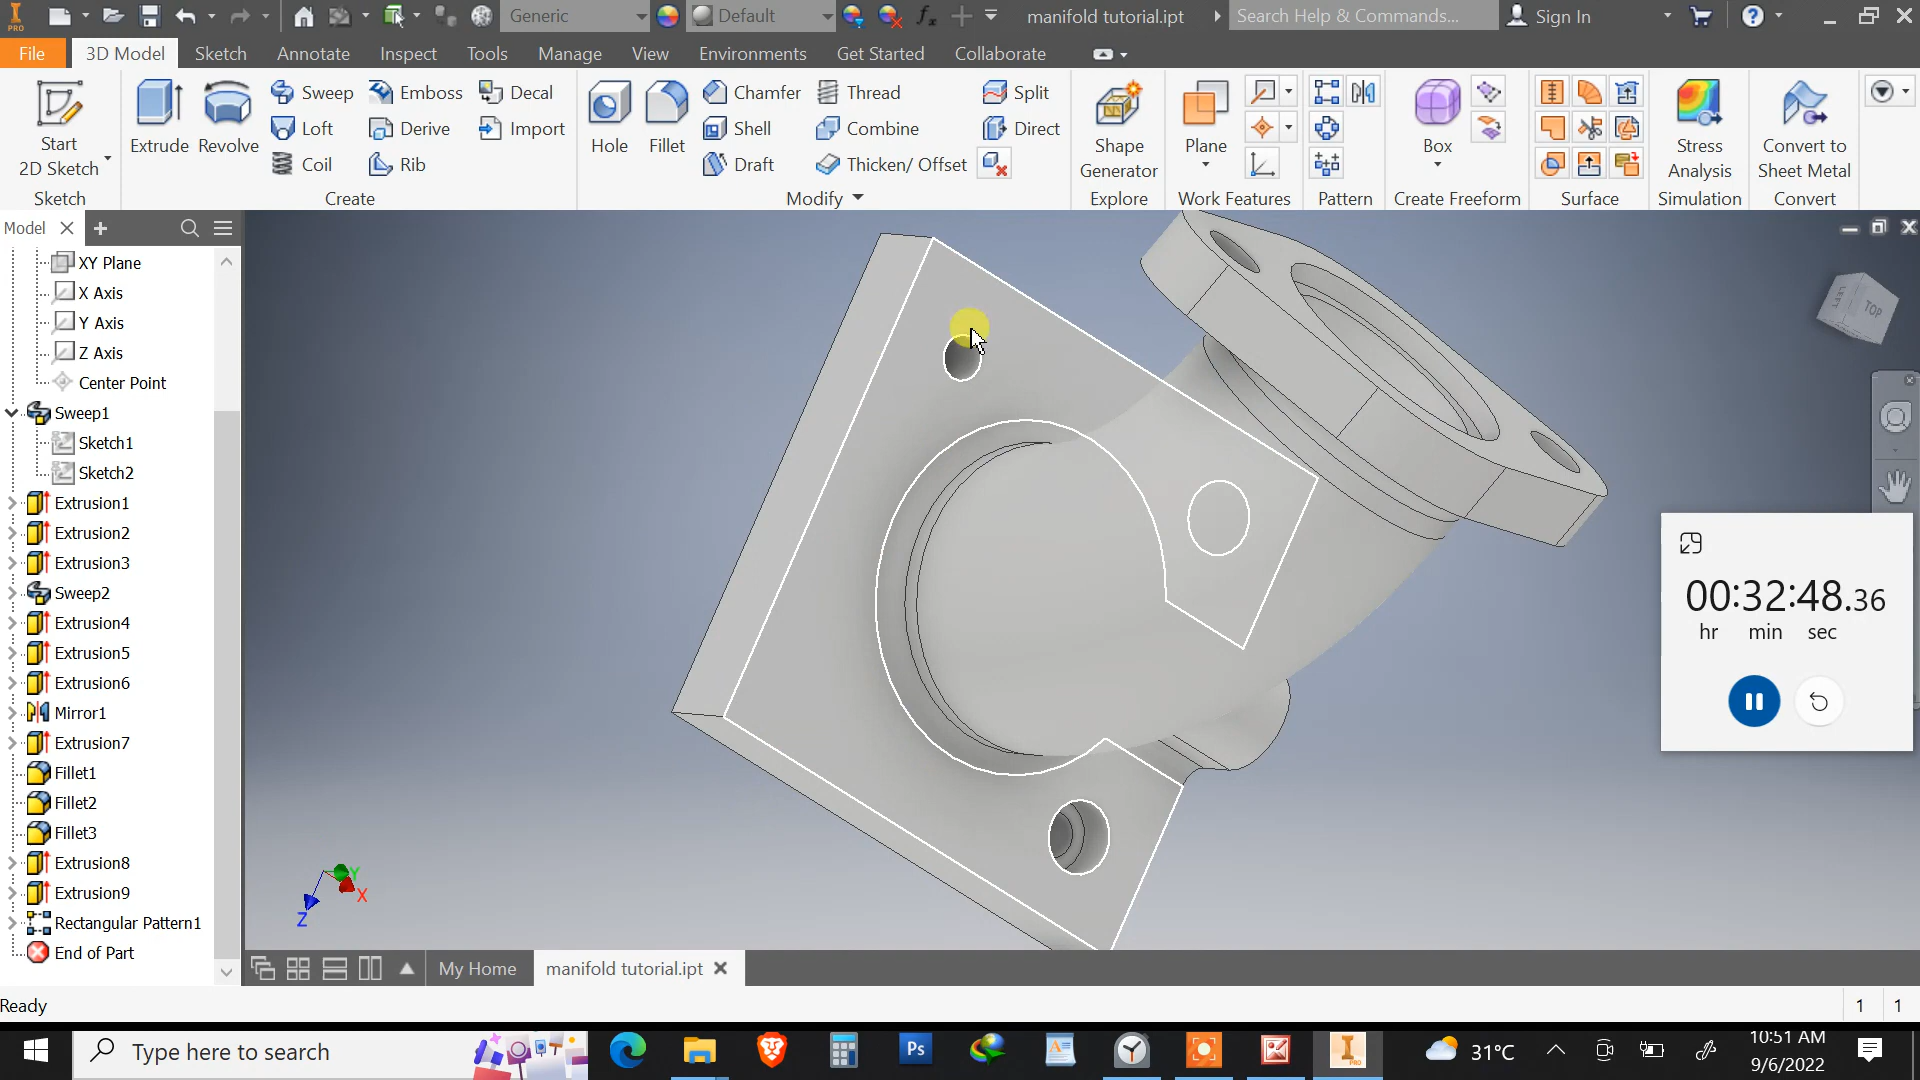 PRO
Generic
Default
manifold tutorial.ipt
Search Help & Commands...
Sign In
File
3D Model
Sketch
Annotate
Inspect
Tools
Manage
View
Environments
Get Started
Collaborate
Start
2D Sketch
Extrude
Revolve
Sweep
Loft
Coil
Emboss
Derive
Rib
Decal
Import
Hole
Fillet
Chamfer
Shell
Draft
Thread
Combine
Thicken/ Offset
Split
Direct
Shape
Generator
Plane
Box
Stress
Analysis
Convert to
Sheet Metal
Sketch
Create
Modify
Explore
Work Features
Pattern
Create Freeform
Surface
Simulation
Convert
Model
XY Plane
X Axis
Y Axis
Z Axis
Center Point
Sweep1
Sketch1
Sketch2
Extrusion1
Extrusion2
Extrusion3
Sweep2
Extrusion4
Extrusion5
Extrusion6
Mirror1
Extrusion7
Fillet1
Fillet2
Fillet3
Extrusion8
Extrusion9
Rectangular Pattern1
End of Part
LEFT
TOP
00:32:48.36
hr min sec
Y
X
Z
My Home
manifold tutorial.ipt
Ready
1 1
Type here to search
Ps
31°C
10:51 AM
9/6/2022